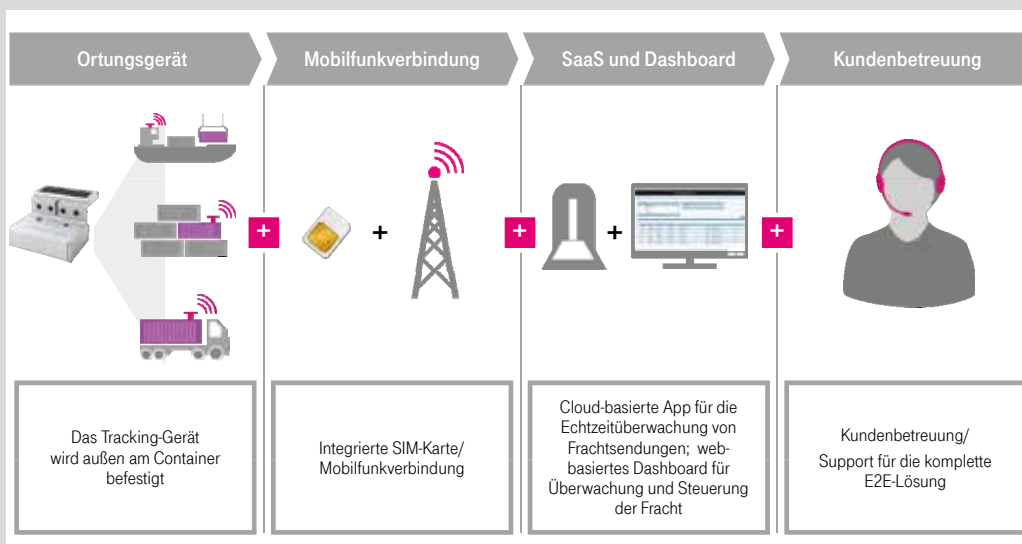 Ortungsgerät
Mobilfunkverbindung
SaaS und Dashboard
Kundenbetreuung
+
+
+
+
+
Das Tracking-Gerät
wird außen am Container
befestigt
Integrierte SIM-Karte/
Mobilfunkverbindung
Cloud-basierte App für die
Echtzeitüberwachung von
Frachtsendungen; web-
basiertes Dashboard für
Überwachung und Steuerung
der Fracht
Kundenbetreuung/
Support für die komplette
E2E-Lösung